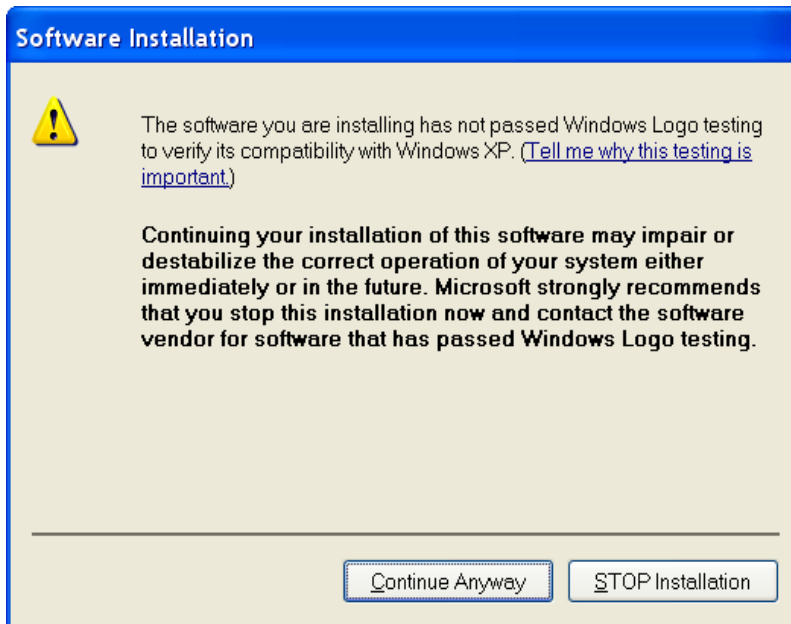 Software Installation
The software you are installing has not passed Windows Logo testing
to verify its compatibility with Windows XP. (Tell me why this testing is
important.)
Continuing your installation of this software may impair or
destabilize the correct operation of your system either
immediately or in the future. Microsoft strongly recommends
that you stop this installation now and contact the software
vendor for software that has passed Windows Logo testing.
Continue Anyway
STOP Installation